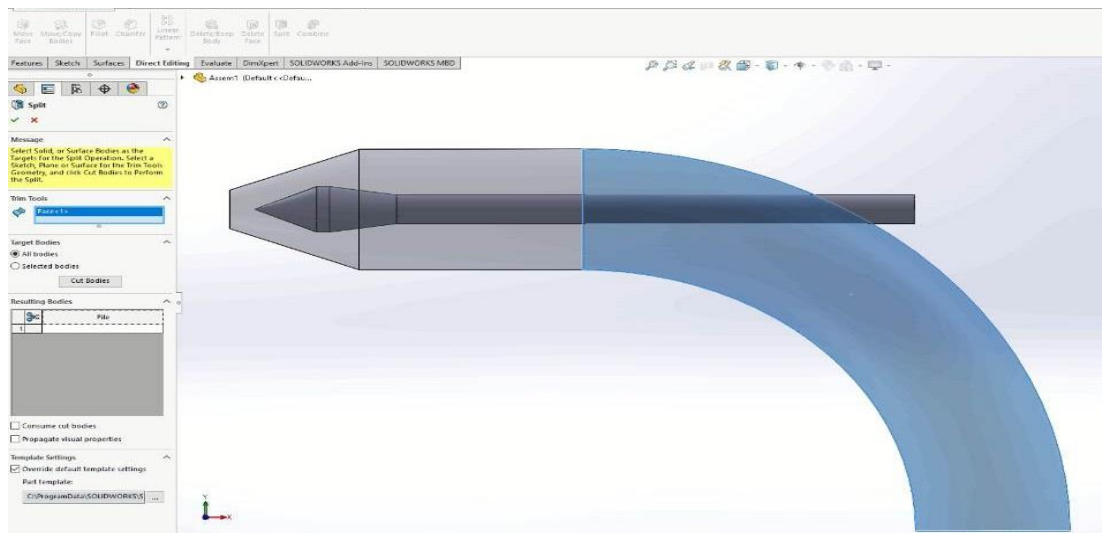 Move Face
Move/Copy Bodies
Fillet
Chamfer
Linear Pattern
Delete/Keep Body
Delete Face
Split
Combine
Features
Sketch
Surfaces
Direct Editing
Evaluate
DimXpert
SOLIDWORKS Add-Ins
SOLIDWORKS MBD
Assem1 (Default<<Defau...
Split
Message
Select Solid, or Surface Bodies as the
Targets for the Split Operation. Select a
Sketch, Plane or Surface for the Trim Tools
Geometry, and click Cut Bodies to Perform
the Split.
Trim Tools
Face<1>
Target Bodies
All bodies
Selected bodies
Cut Bodies
Resulting Bodies
File
1
Consume cut bodies
Propagate visual properties
Template Settings
Override default template settings
Part template:
C:\ProgramData\SOLIDWORKS\S
...
Y
X